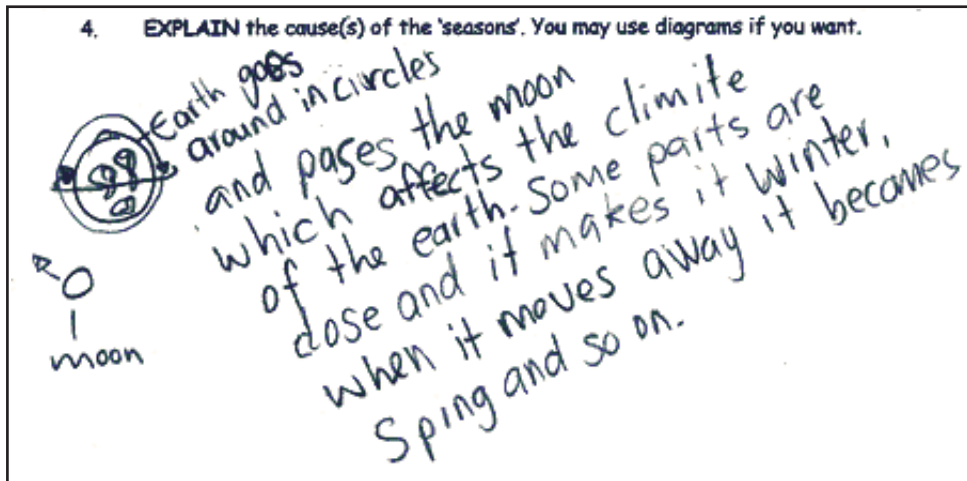 4. EXPLAIN the cause(s) of the 'seasons'. You may use diagrams if you want.
Earth goes
around in ciurcles
and pases the moon
which affects the climite
of the earth. Some parts are
close and it makes it winter,
when it moves away it becomes
Sping and so on.
moon